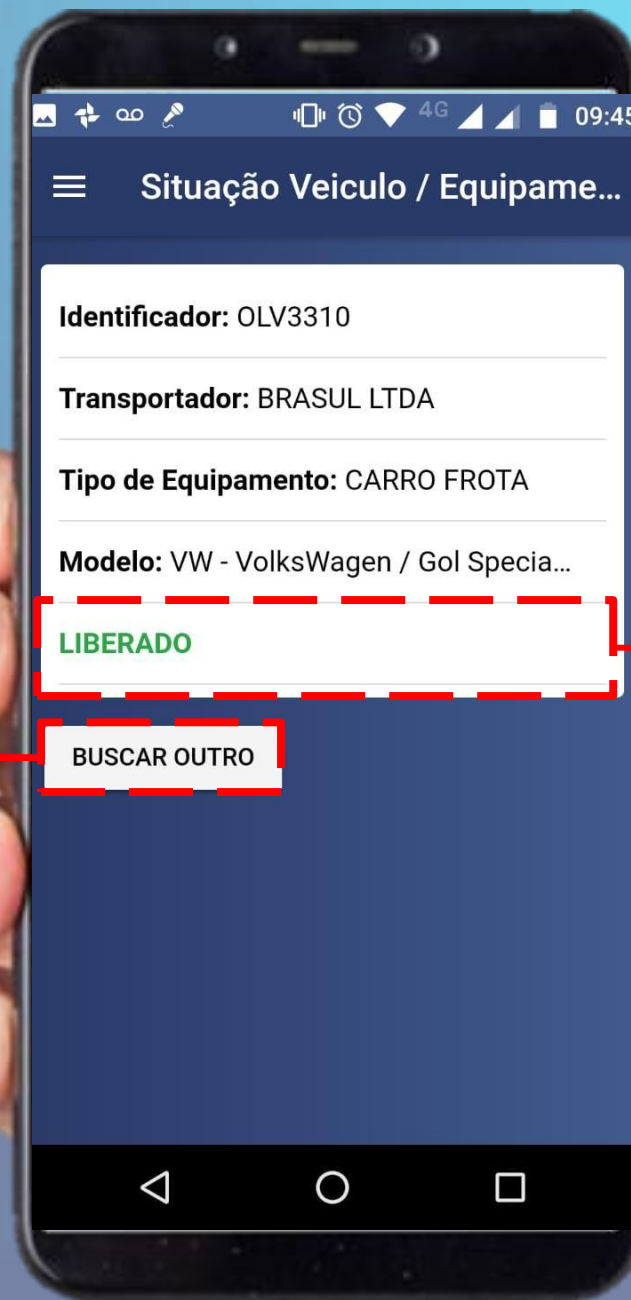 4G 09:45
Situação Veiculo / Equipame...
Identificador: OLV3310
Transportador: BRASUL LTDA
Tipo de Equipamento: CARRO FROTA
Modelo: VW - VolksWagen / Gol Specia...
LIBERADO
BUSCAR OUTRO